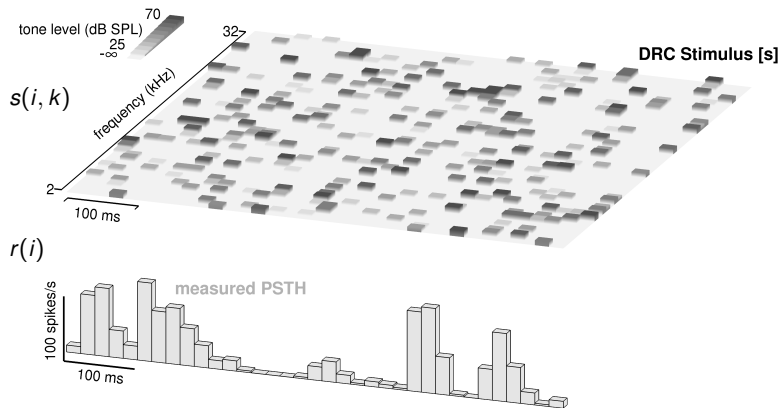 70
tone level (dB SPL)
25
-∞
32
DRC Stimulus [s]
s(i, k)
frequency (kHz)
2
100 ms
r(i)
measured PSTH
100 spikes/s
100 ms